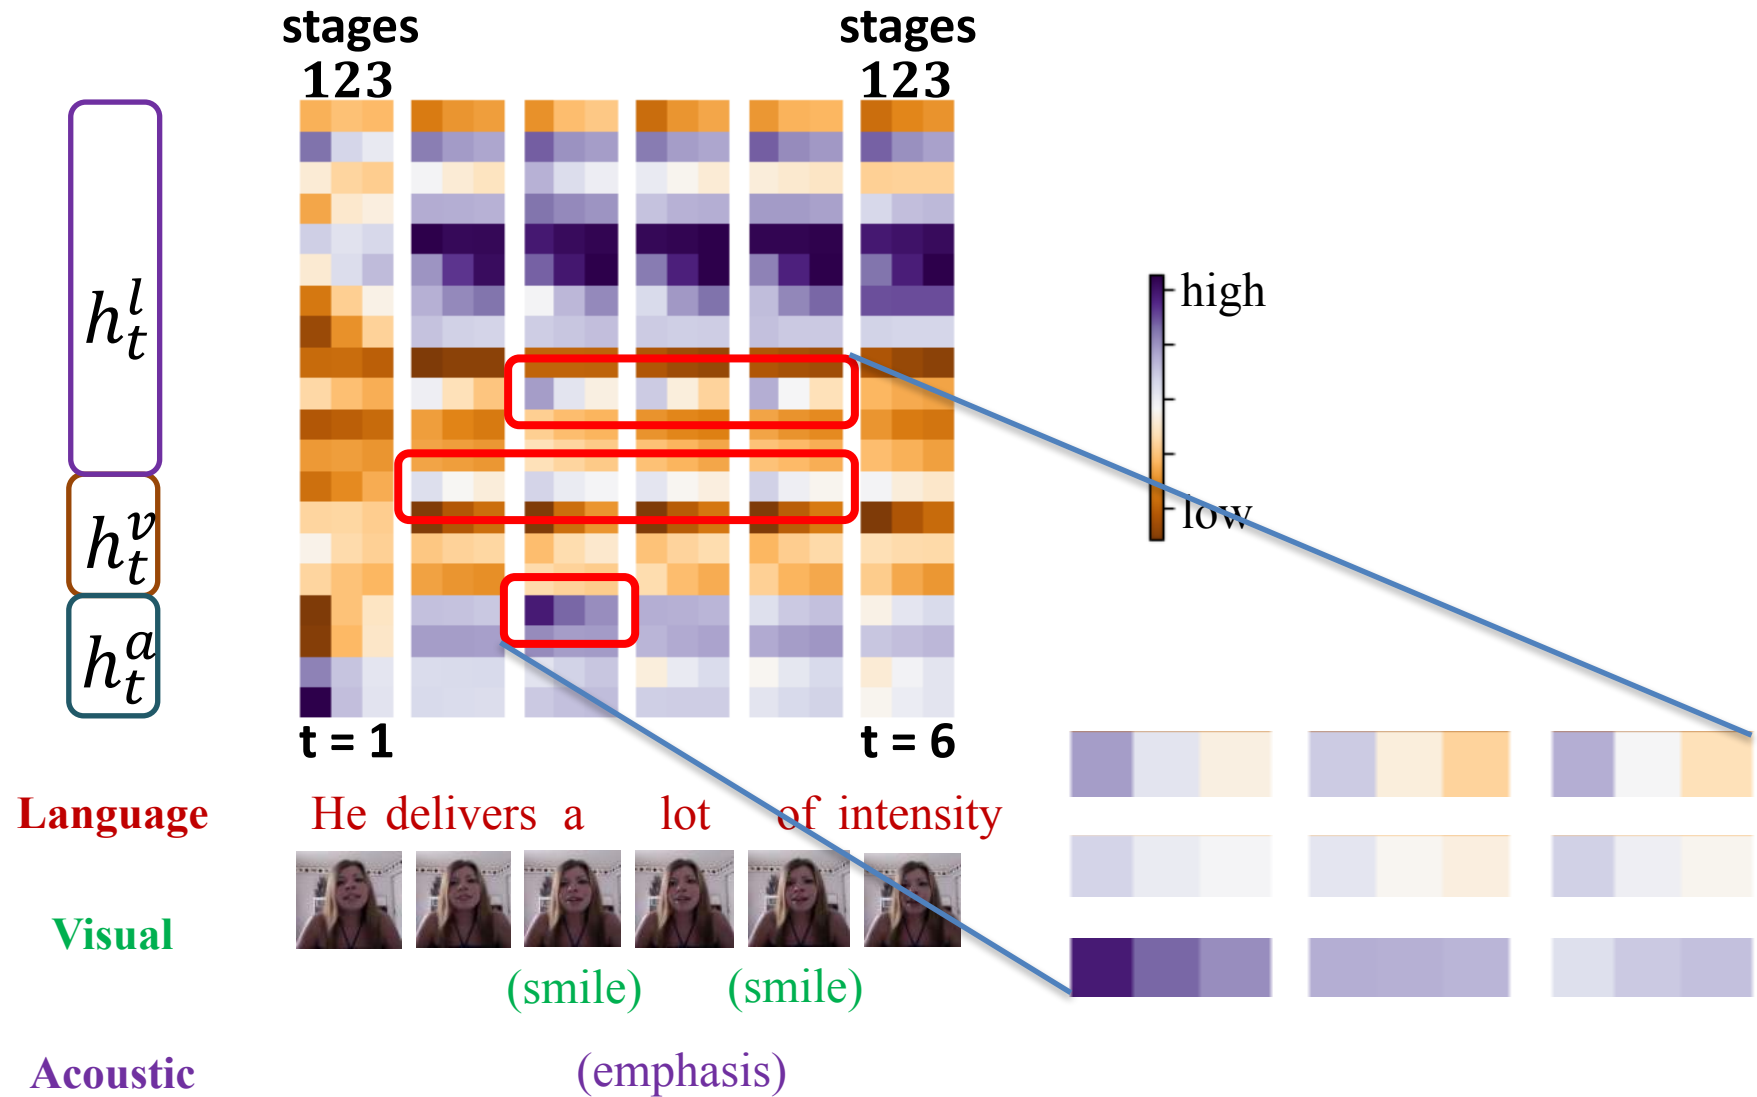 stages stages
123 123
h_t^l
high
low
h_t^v
h_t^a
t = 1 t = 6
Language He delivers a lot of intensity
Visual
(smile) (smile)
Acoustic (emphasis)